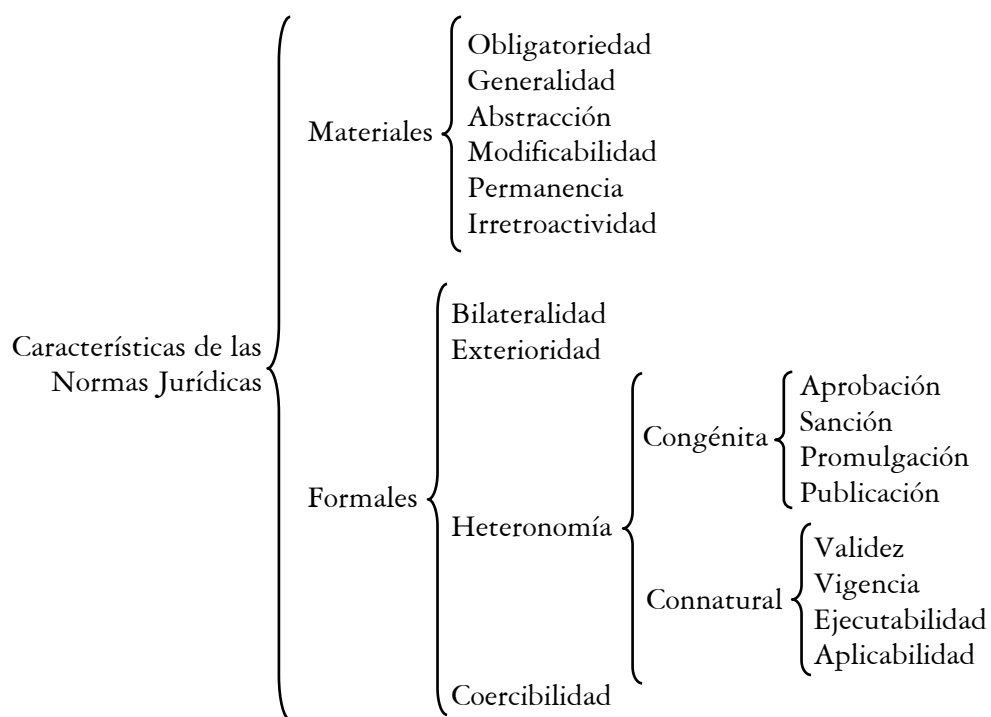 Características de las
Normas Jurídicas
Materiales
Obligatoriedad
Generalidad
Abstracción
Modificabilidad
Permanencia
Irretroactividad
Formales
Bilateralidad
Exterioridad
Heteronomía
Congénita
Aprobación
Sanción
Promulgación
Publicación
Connatural
Validez
Vigencia
Ejecutabilidad
Aplicabilidad
Coercibilidad